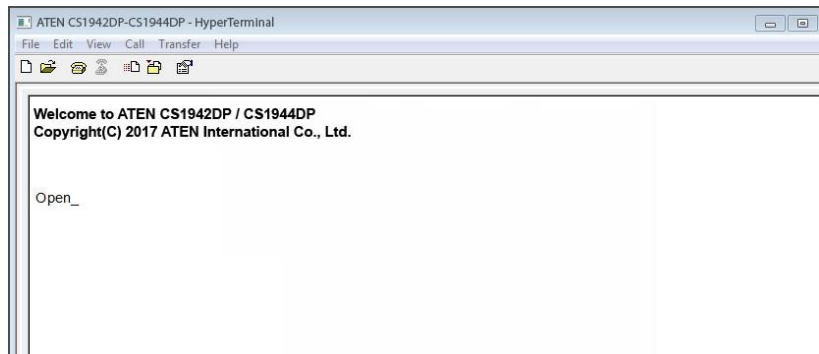 ATEN CS1942DP-CS1944DP - HyperTerminal
File Edit View Call Transfer Help
Welcome to ATEN CS1942DP / CS1944DP
Copyright(C) 2017 ATEN International Co., Ltd.
Open_